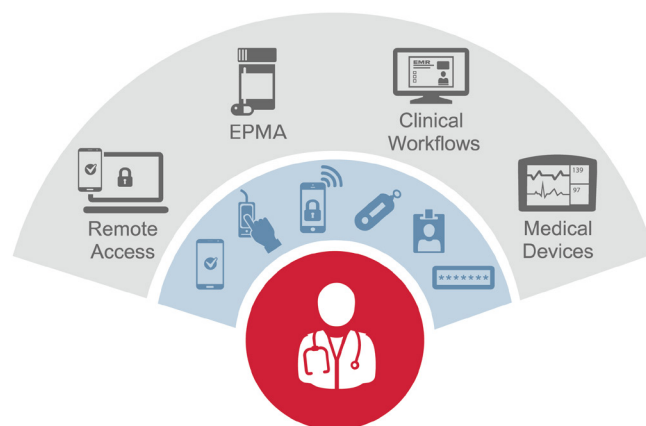 EPMA
EMR
Clinical
Workflows
Remote
Access
139
97
Medical
Devices
*******